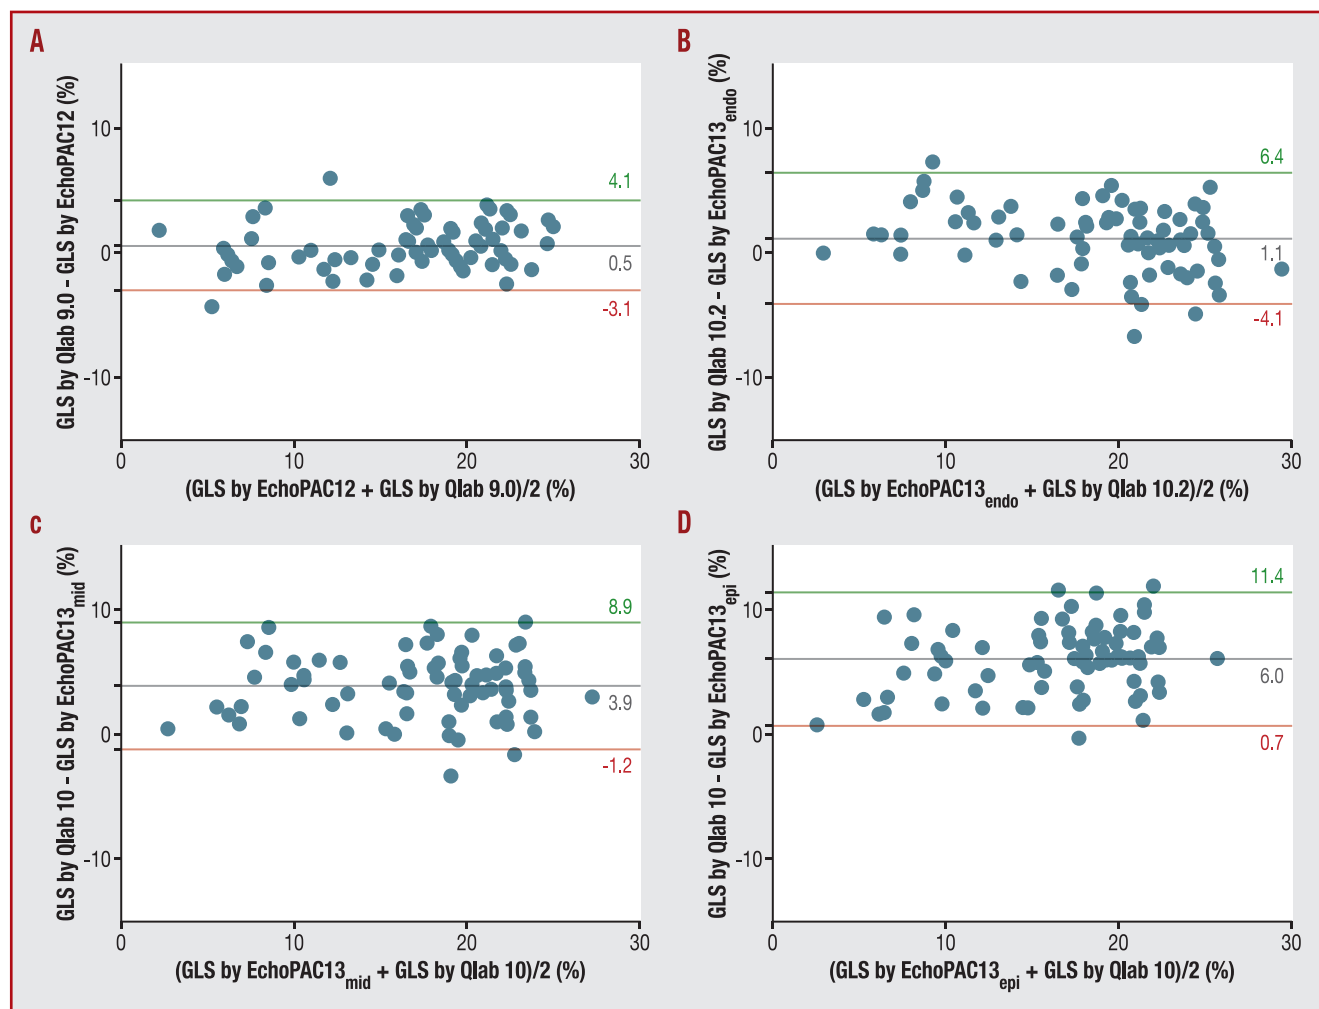 A
GLS by Qlab 9.0 - GLS by EchoPAC12 (%)
10
0
-10
4.1
0.5
-3.1
0 10 20 30
(GLS by EchoPAC12 + GLS by Qlab 9.0)/2 (%)
B
GLS by Qlab 10.2 - GLS by EchoPAC13endo (%)
10
0
-10
6.4
1.1
-4.1
0 10 20 30
(GLS by EchoPAC13endo + GLS by Qlab 10.2)/2 (%)
C
GLS by Qlab 10 - GLS by EchoPAC13mid (%)
10
0
-10
8.9
3.9
-1.2
0 10 20 30
(GLS by EchoPAC13mid + GLS by Qlab 10)/2 (%)
D
GLS by Qlab 10 - GLS by EchoPAC13epi (%)
10
0
-10
11.4
6.0
0.7
0 10 20 30
(GLS by EchoPAC13epi + GLS by Qlab 10)/2 (%)